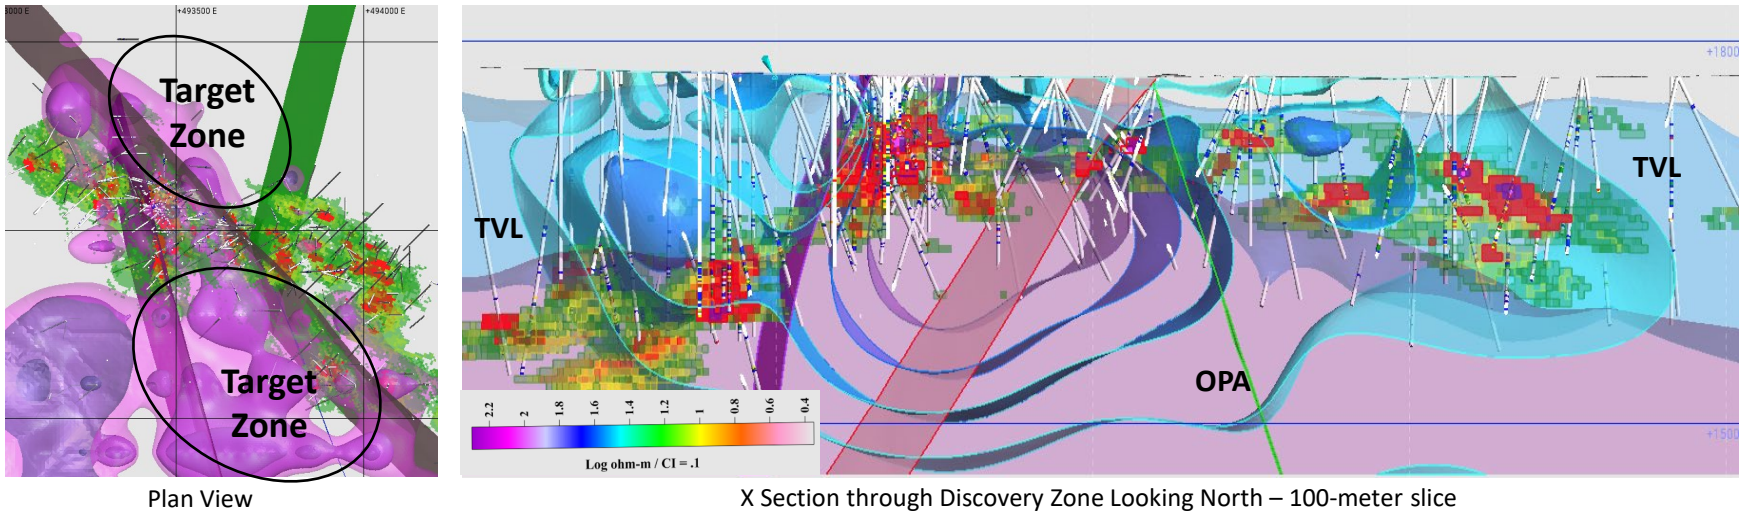 000 E
+493500 E
+494000 E
Target
Zone
Target
Zone
Plan View
+1800
TVL
TVL
OPA
+1500
2.2
2
1.8
1.6
1.4
1.2
1
0.8
0.6
0.4
Log ohm-m / CI = .1
X Section through Discovery Zone Looking North – 100-meter slice